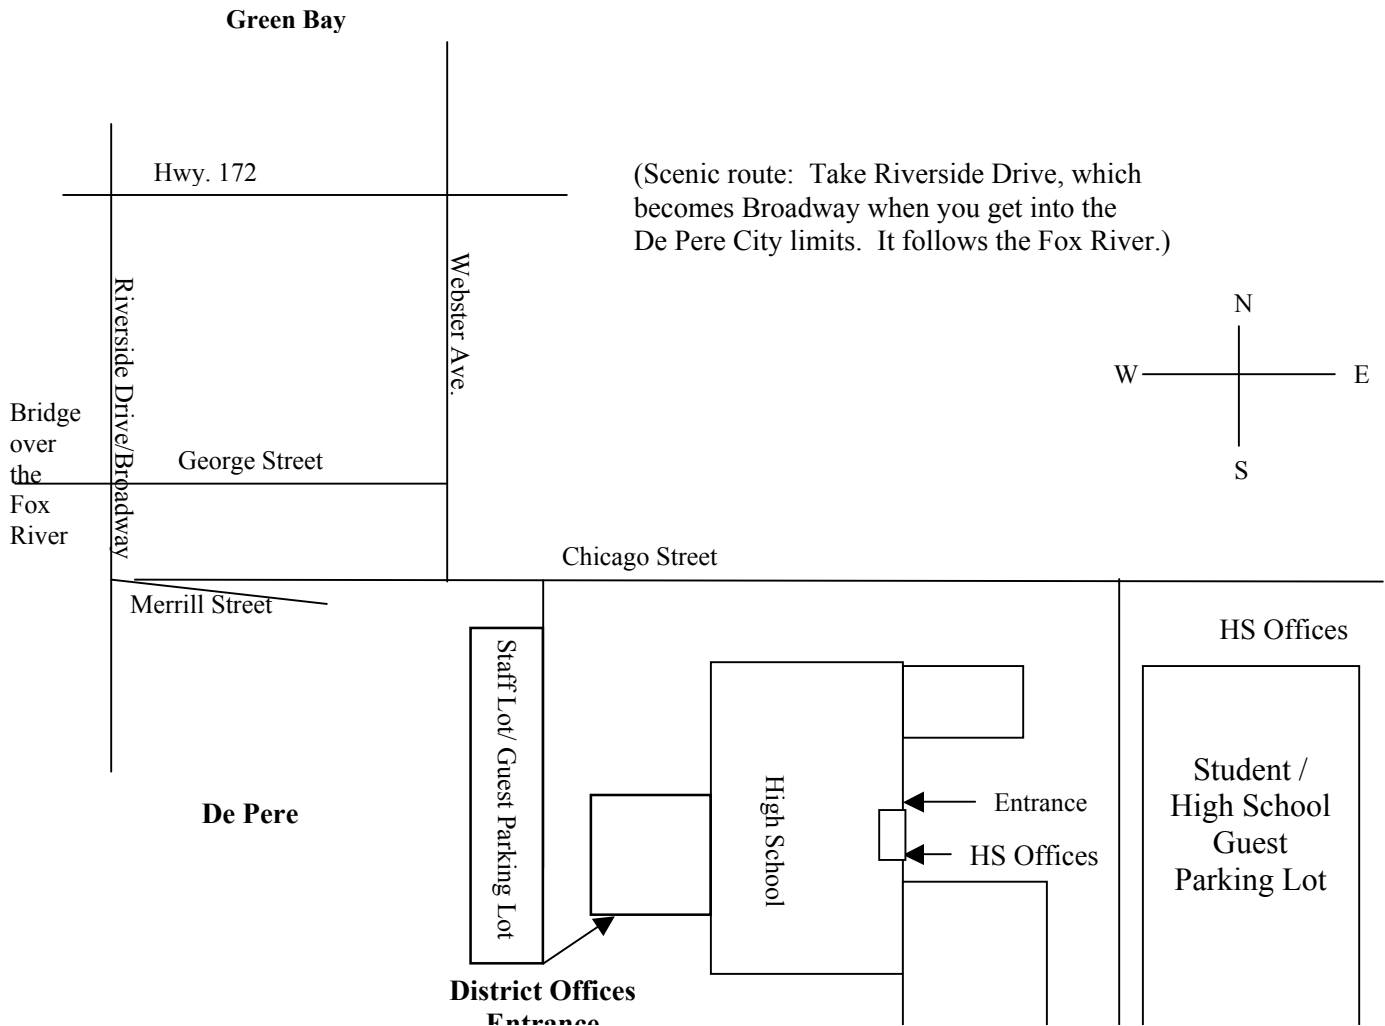 Green Bay
Hwy. 172
(Scenic route: Take Riverside Drive, which
becomes Broadway when you get into the
De Pere City limits. It follows the Fox River.)
Riverside Drive/Broadway
Webster Ave.
N
W
E
S
Bridge
over
the
Fox
River
George Street
Chicago Street
Merrill Street
HS Offices
Staff Lot/ Guest Parking Lot
High School
Student /
High School
Guest
Parking Lot
De Pere
Entrance
HS Offices
District Offices
Entrance